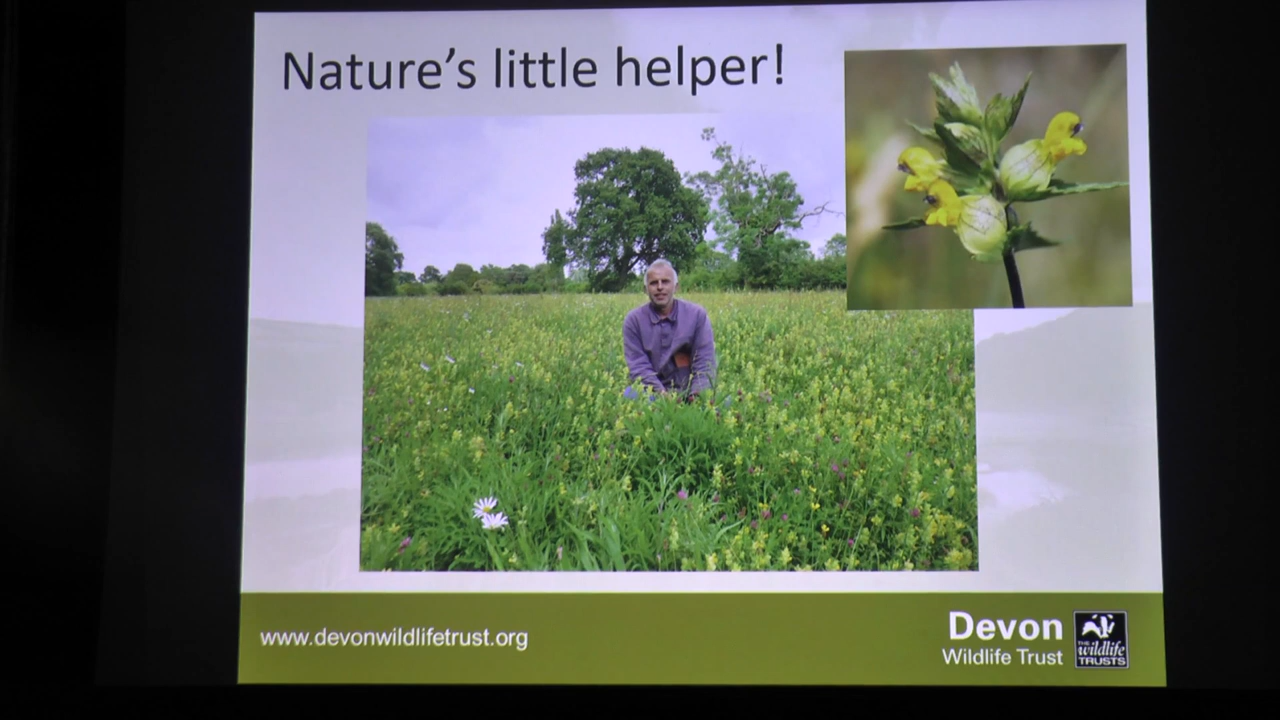 Nature's little helper!
www.devonwildlifetrust.org
Devon
Wildlife Trust
THE
wildlife
TRUSTS